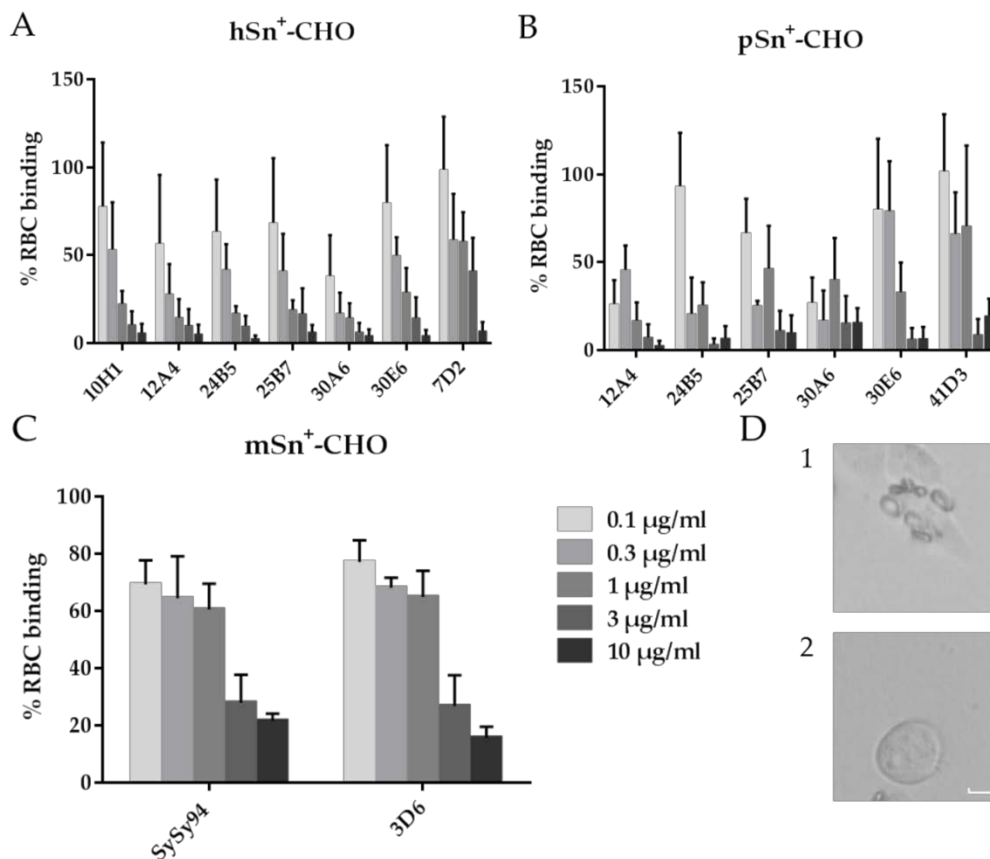 A
hSn⁺-CHO
% RBC binding
150
100
50
0
10H1
12A4
24B5
25B7
30A6
30E6
7D2
B
pSn⁺-CHO
% RBC binding
150
100
50
0
12A4
24B5
25B7
30A6
30E6
41D3
C
mSn⁺-CHO
% RBC binding
100
80
60
40
20
0
SySy94
3D6
0.1 µg/ml
0.3 µg/ml
1 µg/ml
3 µg/ml
10 µg/ml
D
1
2